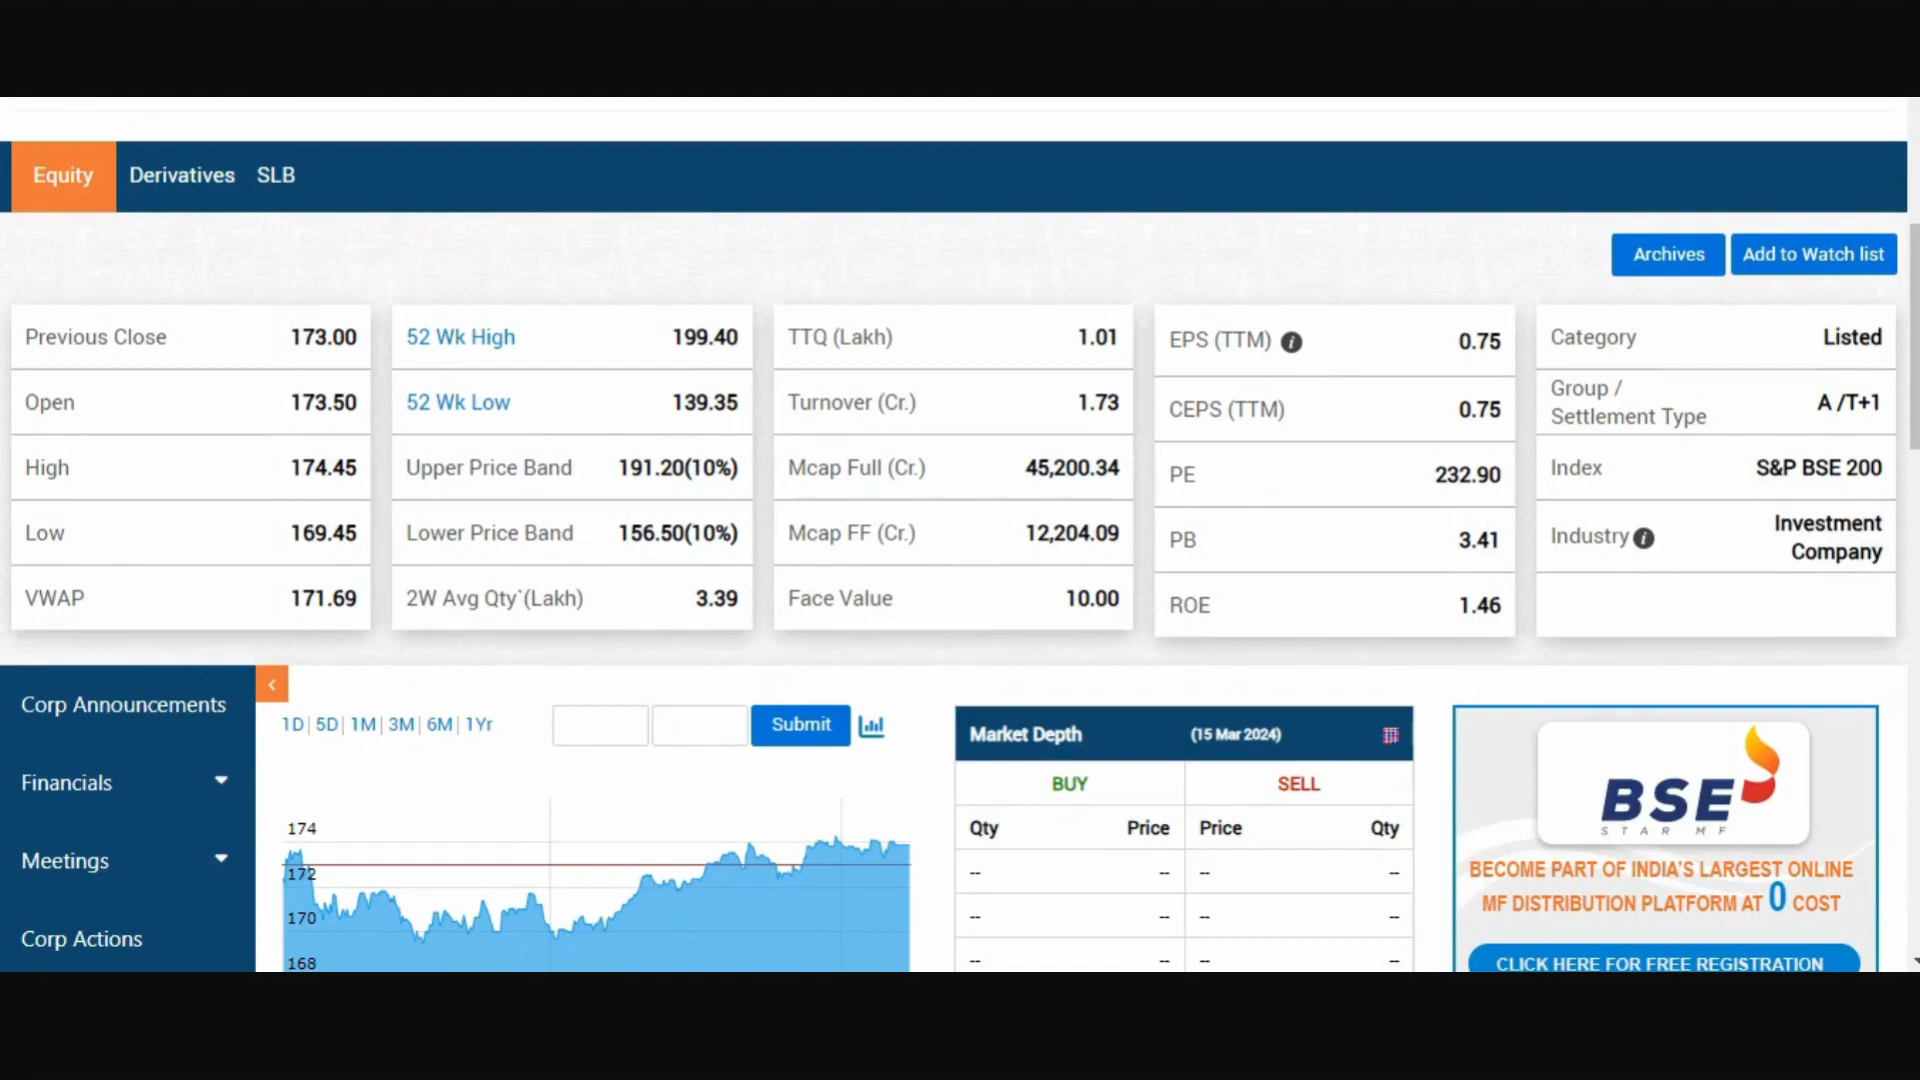 Equity Derivatives SLB
Archives Add to Watch list
Previous Close 173.00
Open 173.50
High 174.45
Low 169.45
VWAP 171.69
52 Wk High 199.40
52 Wk Low 139.35
Upper Price Band 191.20(10%)
Lower Price Band 156.50(10%)
2W Avg Qty`(Lakh) 3.39
TTQ (Lakh) 1.01
Turnover (Cr.) 1.73
Mcap Full (Cr.) 45,200.34
Mcap FF (Cr.) 12,204.09
Face Value 10.00
EPS (TTM) i 0.75
CEPS (TTM) 0.75
PE 232.90
PB 3.41
ROE 1.46
Category Listed
Group /
Settlement Type A /T+1
Index S&P BSE 200
Industry i Investment
Company
Corp Announcements
Financials
Meetings
Corp Actions
<
1D| 5D| 1M| 3M| 6M| 1Yr
Submit
174
172
170
168
Market Depth (15 Mar 2024)
BUY SELL
Qty Price Price Qty
-- -- -- --
-- -- -- --
-- -- -- --
BSE
STAR MF
BECOME PART OF INDIA'S LARGEST ONLINE
MF DISTRIBUTION PLATFORM AT 0 COST
CLICK HERE FOR FREE REGISTRATION